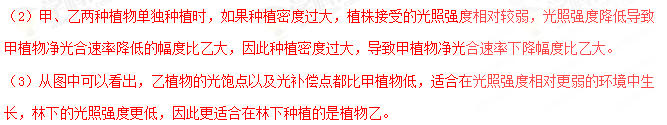 （2）甲、乙两种植物单独种植时，如果种植密度过大，植株接受的光照强度相对较弱，光照强度降低导致
甲植物净光合速率降低的幅度比乙大，因此种植密度过大，导致甲植物净光合速率下降幅度比乙大。
（3）从图中可以看出，乙植物的光饱点以及光补偿点都比甲植物低，适合在光照强度相对更弱的环境中生
长，林下的光照强度更低，因此更适合在林下种植的是植物乙。